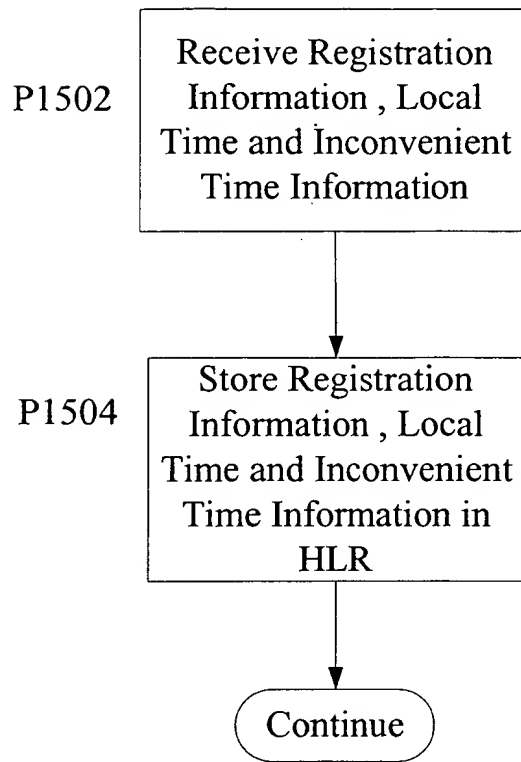 Receive Registration
P1502
Information , Local
Time and Inconvenient
Time Information
Store Registration
P1504
Information , Local
Time and Inconvenient
Time Information in
HLR
Continue